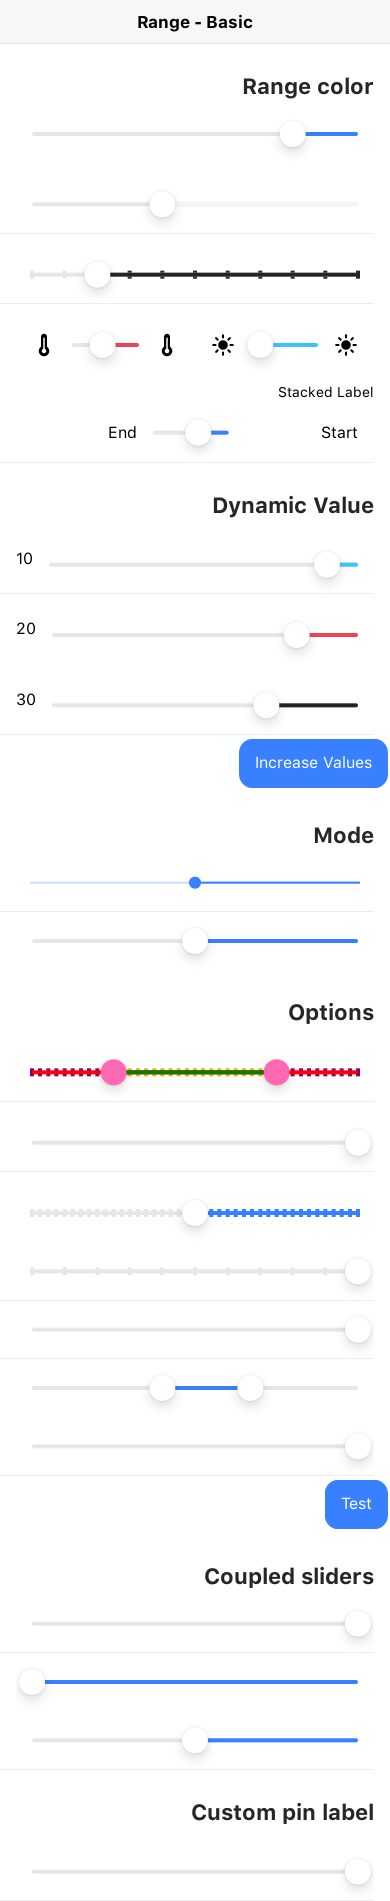 Range - Basic
Range color
Stacked Label
Start
End
Dynamic Value
10
20
30
Increase Values
Mode
Options
Test
Coupled sliders
Custom pin label